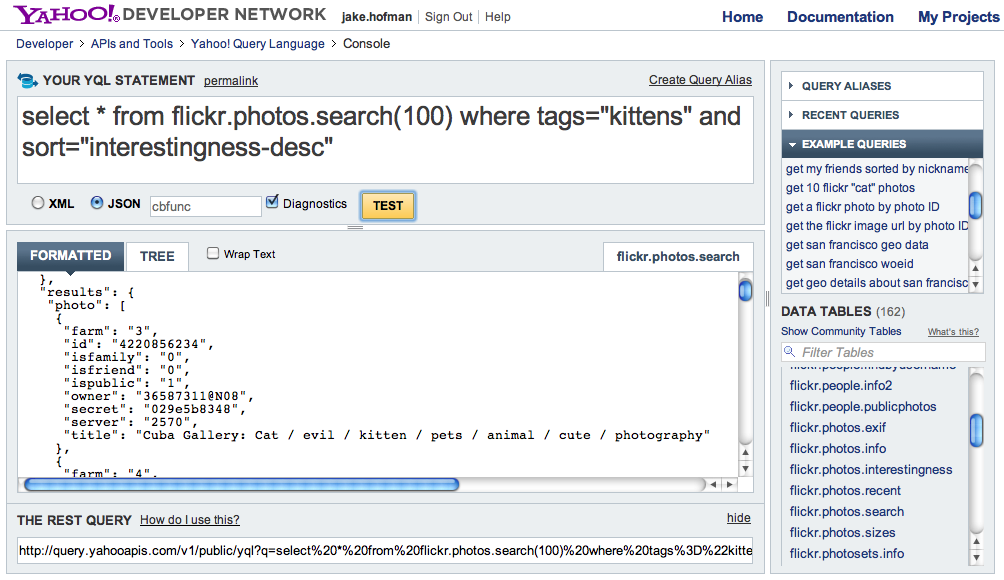 YAHOO!® DEVELOPER NETWORK jake.hofman Sign Out Help Home Documentation My Projects
Developer > APIs and Tools > Yahoo! Query Language > Console
YOUR YQL STATEMENT permalink Create Query Alias
select * from flickr.photos.search(100) where tags="kittens" and
sort="interestingness-desc"
XML JSON cbfunc Diagnostics TEST
FORMATTED TREE Wrap Text flickr.photos.search
},
"results": {
"photo": [
{
"farm": "3",
"id": "4220856234",
"isfamily": "0",
"isfriend": "0",
"ispublic": "1",
"owner": "36587311@N08",
"secret": "029e5b8348",
"server": "2570",
"title": "Cuba Gallery: Cat / evil / kitten / pets / animal / cute / photography"
},
{
"farm": "4",
THE REST QUERY How do I use this? hide
http://query.yahooapis.com/v1/public/yql?q=select%20*%20from%20flickr.photos.search(100)%20where%20tags%3D%22kitte
QUERY ALIASES
RECENT QUERIES
EXAMPLE QUERIES
get my friends sorted by nickname
get 10 flickr "cat" photos
get a flickr photo by photo ID
get the flickr image url by photo ID
get san francisco geo data
get san francisco woeid
get geo details about san francisc
DATA TABLES (162)
Show Community Tables What's this?
Filter Tables
flickr.people.findbyusername
flickr.people.info2
flickr.people.publicphotos
flickr.photos.exif
flickr.photos.info
flickr.photos.interestingness
flickr.photos.recent
flickr.photos.search
flickr.photos.sizes
flickr.photosets.info